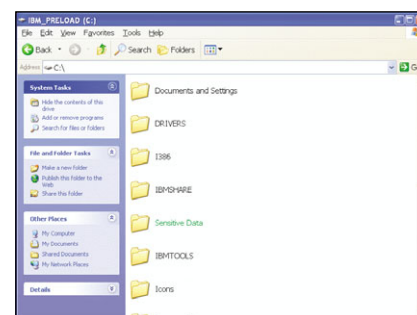 IBM_PRELOAD (C:)
File Edit View Favorites Tools Help
Back Search Folders
Address C:\ G
System Tasks
Hide the contents of this
drive
Add or remove programs
Search for files or folders
File and Folder Tasks
Make a new folder
Publish this folder to the
Web
Share this folder
Other Places
My Computer
My Documents
Shared Documents
My Network Places
Details
Documents and Settings
DRIVERS
I386
IBMSHARE
Sensitive Data
IBMTOOLS
Icons